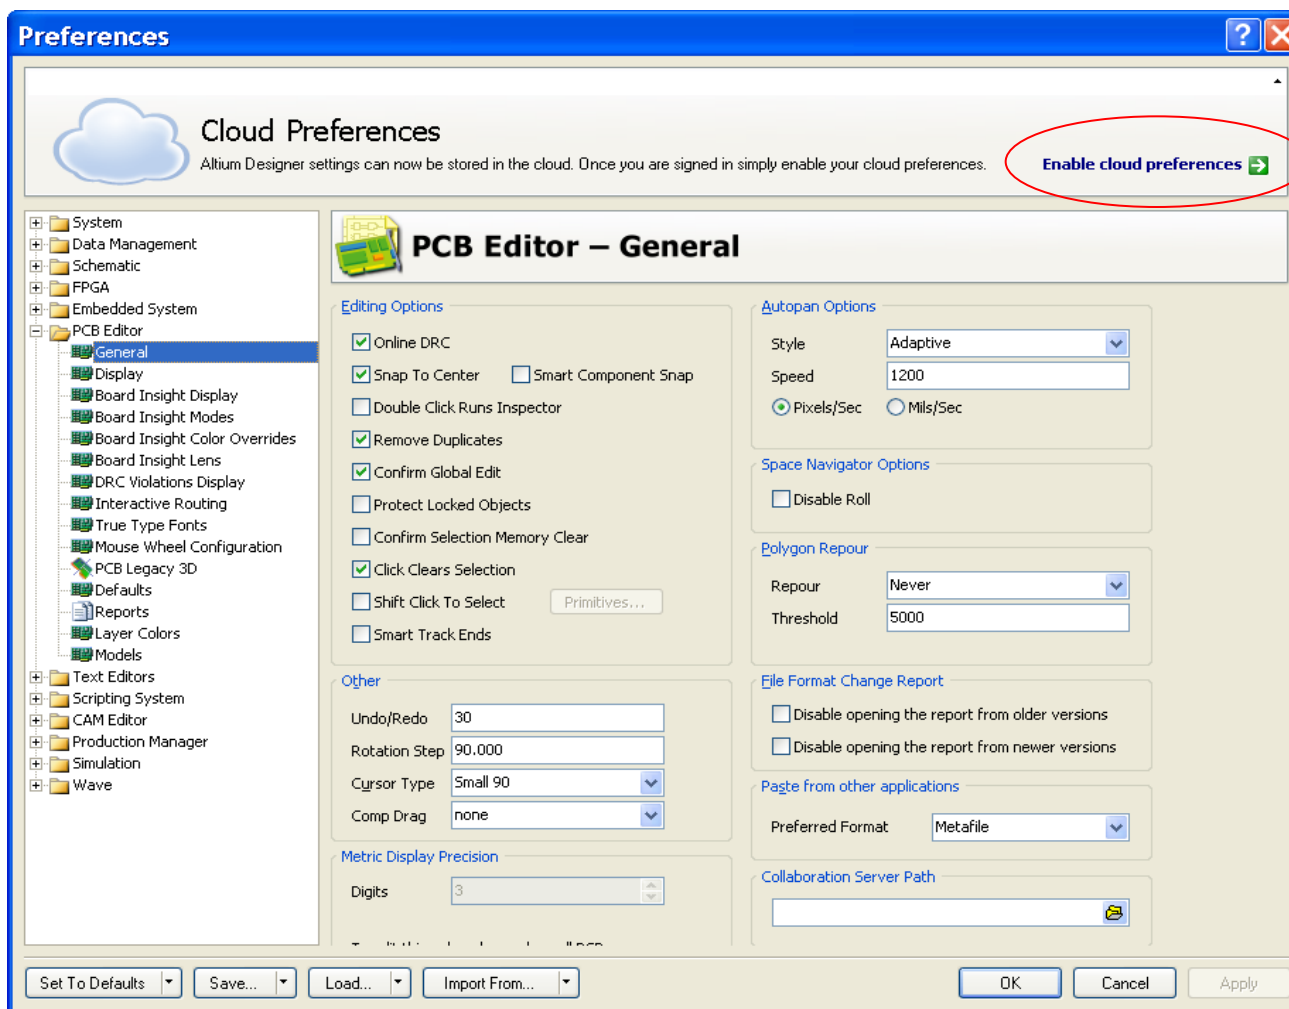 Preferences
?
Cloud Preferences
Altium Designer settings can now be stored in the cloud. Once you are signed in simply enable your cloud preferences.
Enable cloud preferences
System
Data Management
Schematic
FPGA
Embedded System
PCB Editor
General
Display
Board Insight Display
Board Insight Modes
Board Insight Color Overrides
Board Insight Lens
DRC Violations Display
Interactive Routing
True Type Fonts
Mouse Wheel Configuration
PCB Legacy 3D
Defaults
Reports
Layer Colors
Models
Text Editors
Scripting System
CAM Editor
Production Manager
Simulation
Wave
PCB Editor – General
Editing Options
Online DRC
Snap To Center Smart Component Snap
Double Click Runs Inspector
Remove Duplicates
Confirm Global Edit
Protect Locked Objects
Confirm Selection Memory Clear
Click Clears Selection
Shift Click To Select Primitives...
Smart Track Ends
Other
Undo/Redo 30
Rotation Step 90.000
Cursor Type Small 90
Comp Drag none
Metric Display Precision
Digits 3
Autopan Options
Style Adaptive
Speed 1200
Pixels/Sec Mils/Sec
Space Navigator Options
Disable Roll
Polygon Repour
Repour Never
Threshold 5000
File Format Change Report
Disable opening the report from older versions
Disable opening the report from newer versions
Paste from other applications
Preferred Format Metafile
Collaboration Server Path
Set To Defaults Save... Load... Import From... OK Cancel Apply